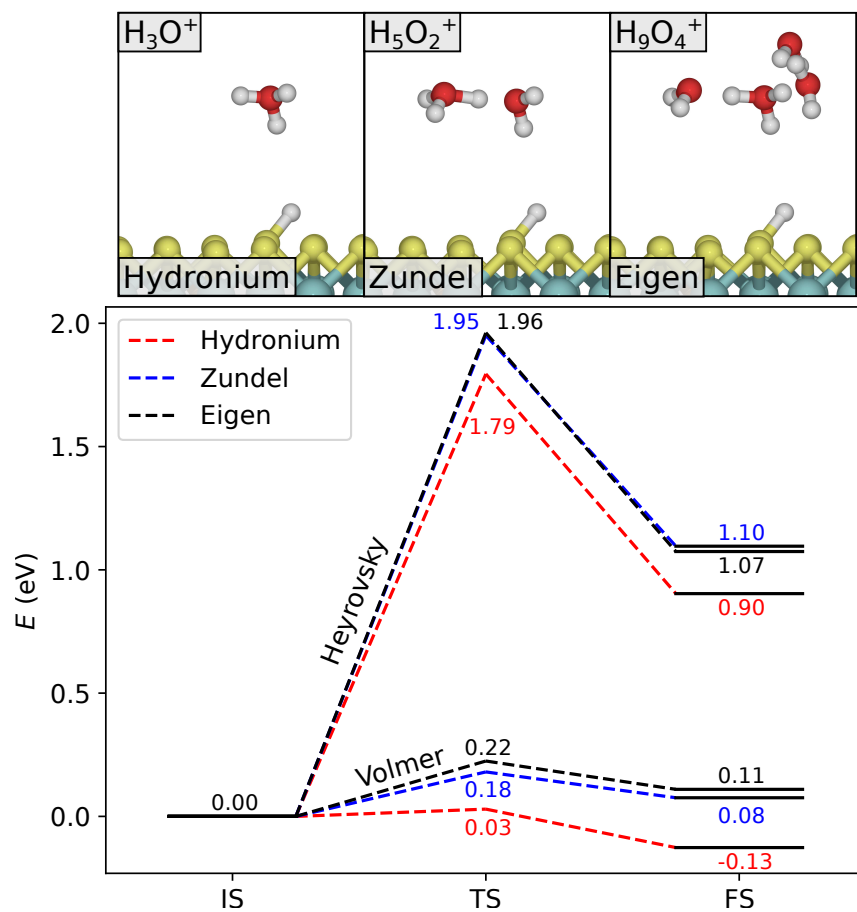 H₃O⁺
H₅O₂⁺
H₉O₄⁺
Hydronium
Zundel
Eigen
2.0
1.5
1.0
0.5
0.0
E (eV)
Hydronium
Zundel
Eigen
1.95
1.96
1.79
1.10
1.07
0.90
Heyrovsky
Volmer
0.00
0.22
0.18
0.03
0.11
0.08
-0.13
IS
TS
FS